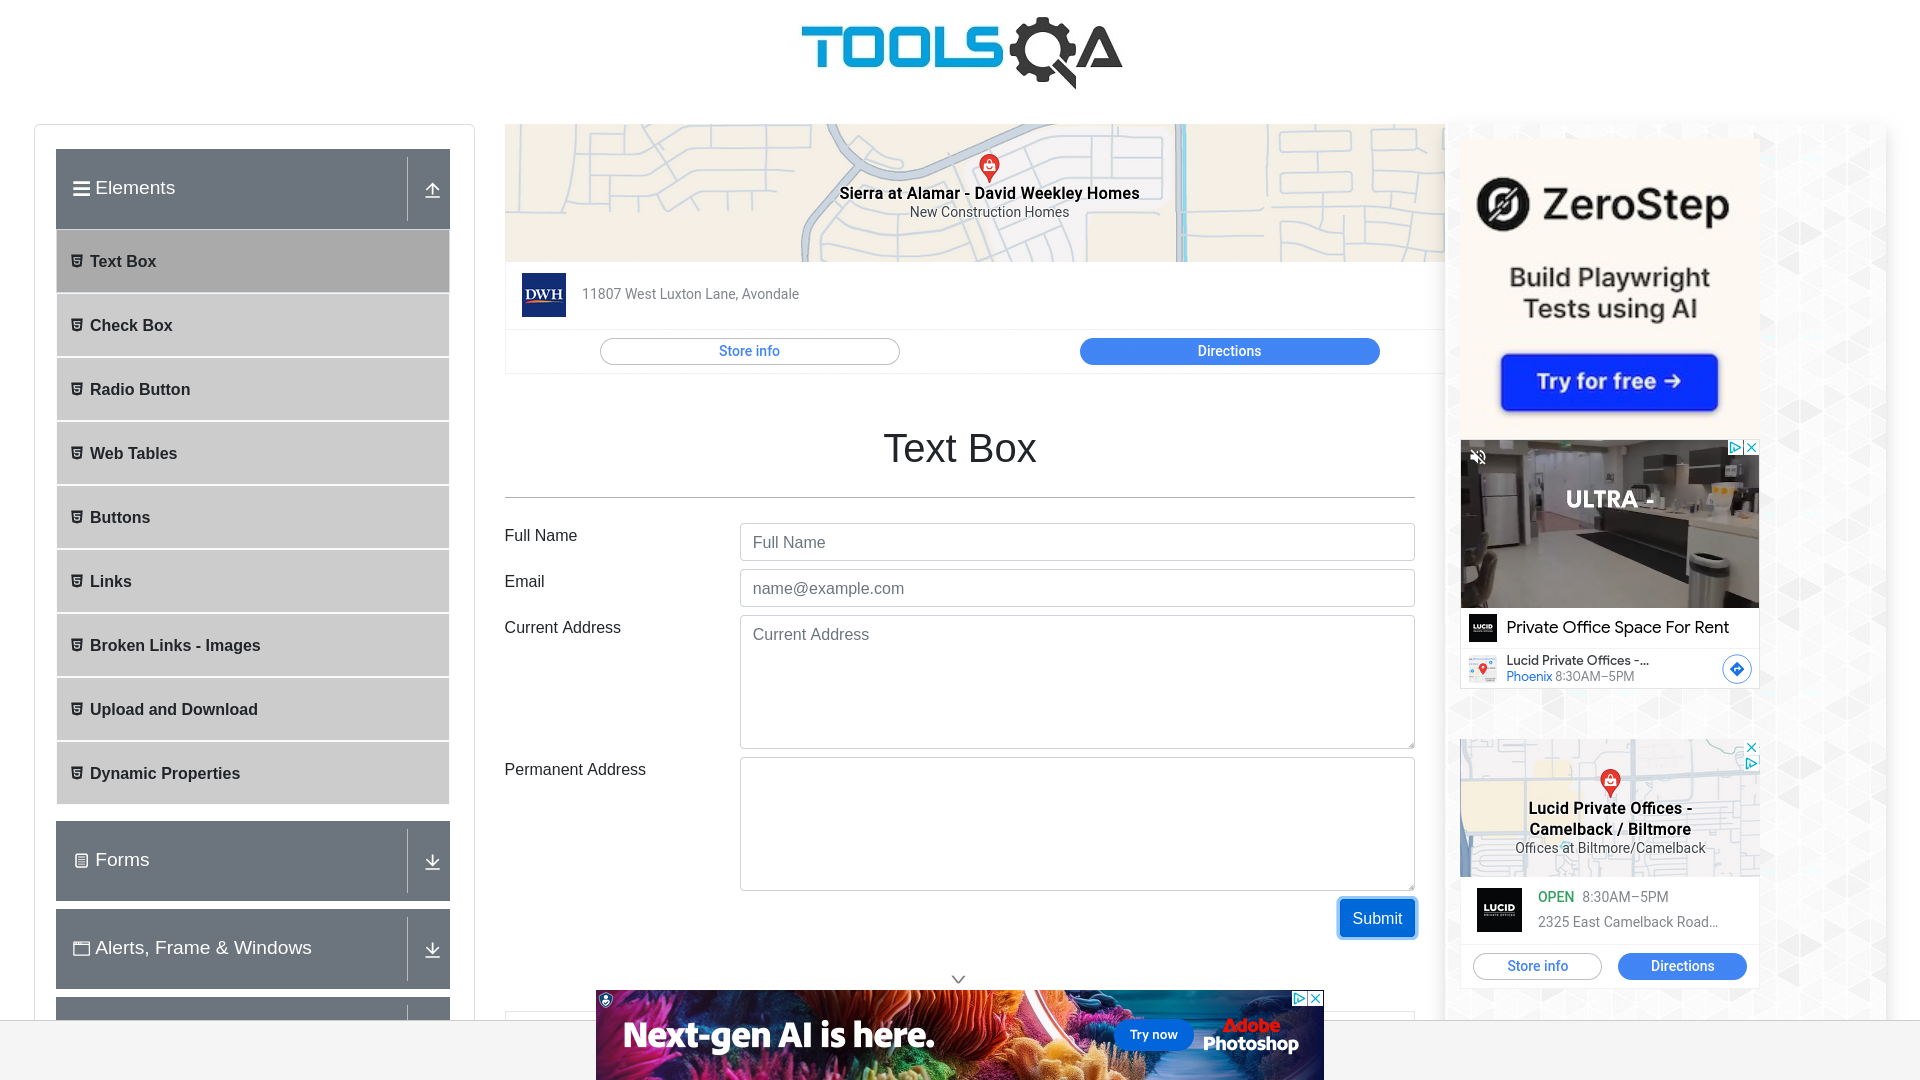 TOOLSQA
Elements
Text Box
Check Box
Radio Button
Web Tables
Buttons
Links
Broken Links - Images
Upload and Download
Dynamic Properties
Forms
Alerts, Frame & Windows
Sierra at Alamar - David Weekley Homes
New Construction Homes
DWH
11807 West Luxton Lane, Avondale
Store info
Directions
Text Box
Full Name
Full Name
Email
name@example.com
Current Address
Current Address
Permanent Address
Submit
ZeroStep
Build Playwright
Tests using AI
Try for free →
ULTRA -
LUCID
Private Office Space For Rent
Lucid Private Offices -...
Phoenix 8:30AM–5PM
Lucid Private Offices -
Camelback / Biltmore
Offices at Biltmore/Camelback
LUCID
PRIVATE OFFICES
OPEN 8:30AM–5PM
2325 East Camelback Road...
Store info
Directions
Next-gen AI is here.
Try now
Adobe
Photoshop